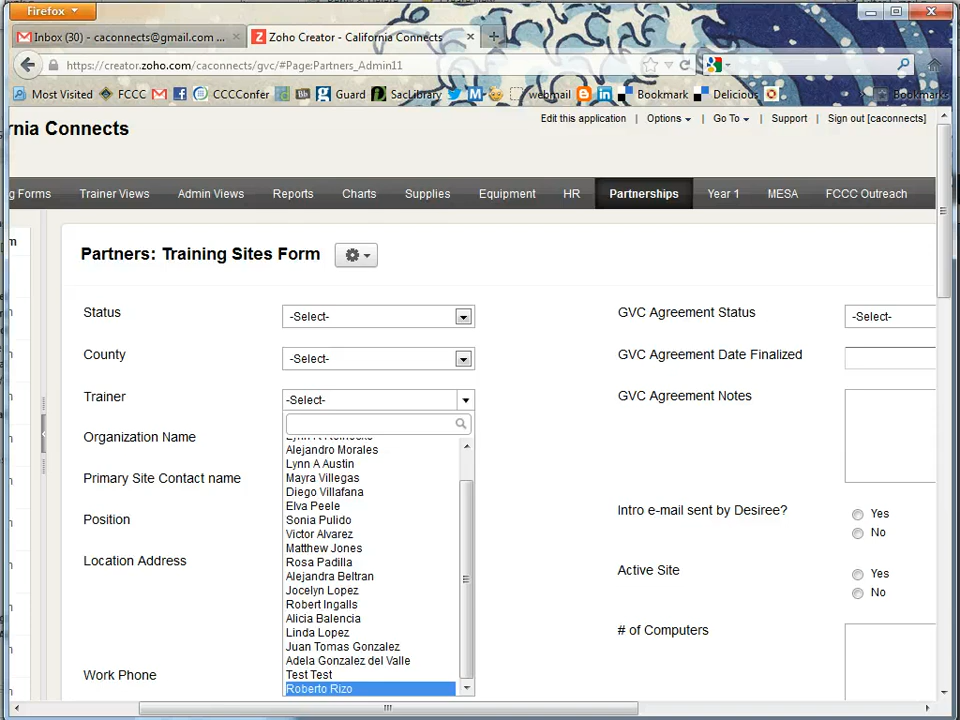 Firefox
Inbox (30) - caconnects@gmail.com ...
Zoho Creator - California Connects
https://creator.zoho.com/caconnects/gvc/#Page:Partners_Admin11
Most Visited
FCCC
CCCConfer
Guard
SacLibrary
webmail
Bookmark
Delicious
Bookmarks
rnia Connects
Edit this application
Options
Go To
Support
Sign out [caconnects]
g Forms
Trainer Views
Admin Views
Reports
Charts
Supplies
Equipment
HR
Partnerships
Year 1
MESA
FCCC Outreach
m
Partners: Training Sites Form
Status
-Select-
GVC Agreement Status
-Select-
County
-Select-
GVC Agreement Date Finalized
Trainer
-Select-
GVC Agreement Notes
Organization Name
Primary Site Contact name
Position
Location Address
Work Phone
Alejandro Morales
Lynn A Austin
Mayra Villegas
Diego Villafana
Elva Peele
Sonia Pulido
Victor Alvarez
Matthew Jones
Rosa Padilla
Alejandra Beltran
Jocelyn Lopez
Robert Ingalls
Alicia Balencia
Linda Lopez
Juan Tomas Gonzalez
Adela Gonzalez del Valle
Test Test
Roberto Rizo
Intro e-mail sent by Desiree?
Yes
No
Active Site
Yes
No
# of Computers